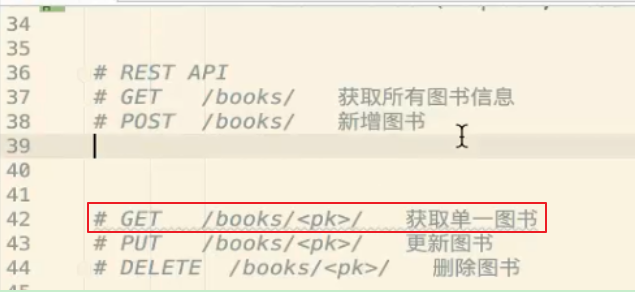 34
35
36 # REST API
37 # GET /books/ 获取所有图书信息
38 # POST /books/ 新增图书
39
40
41
42 # GET /books/<pk>/ 获取单一图书
43 # PUT /books/<pk>/ 更新图书
44 # DELETE /books/<pk>/ 删除图书